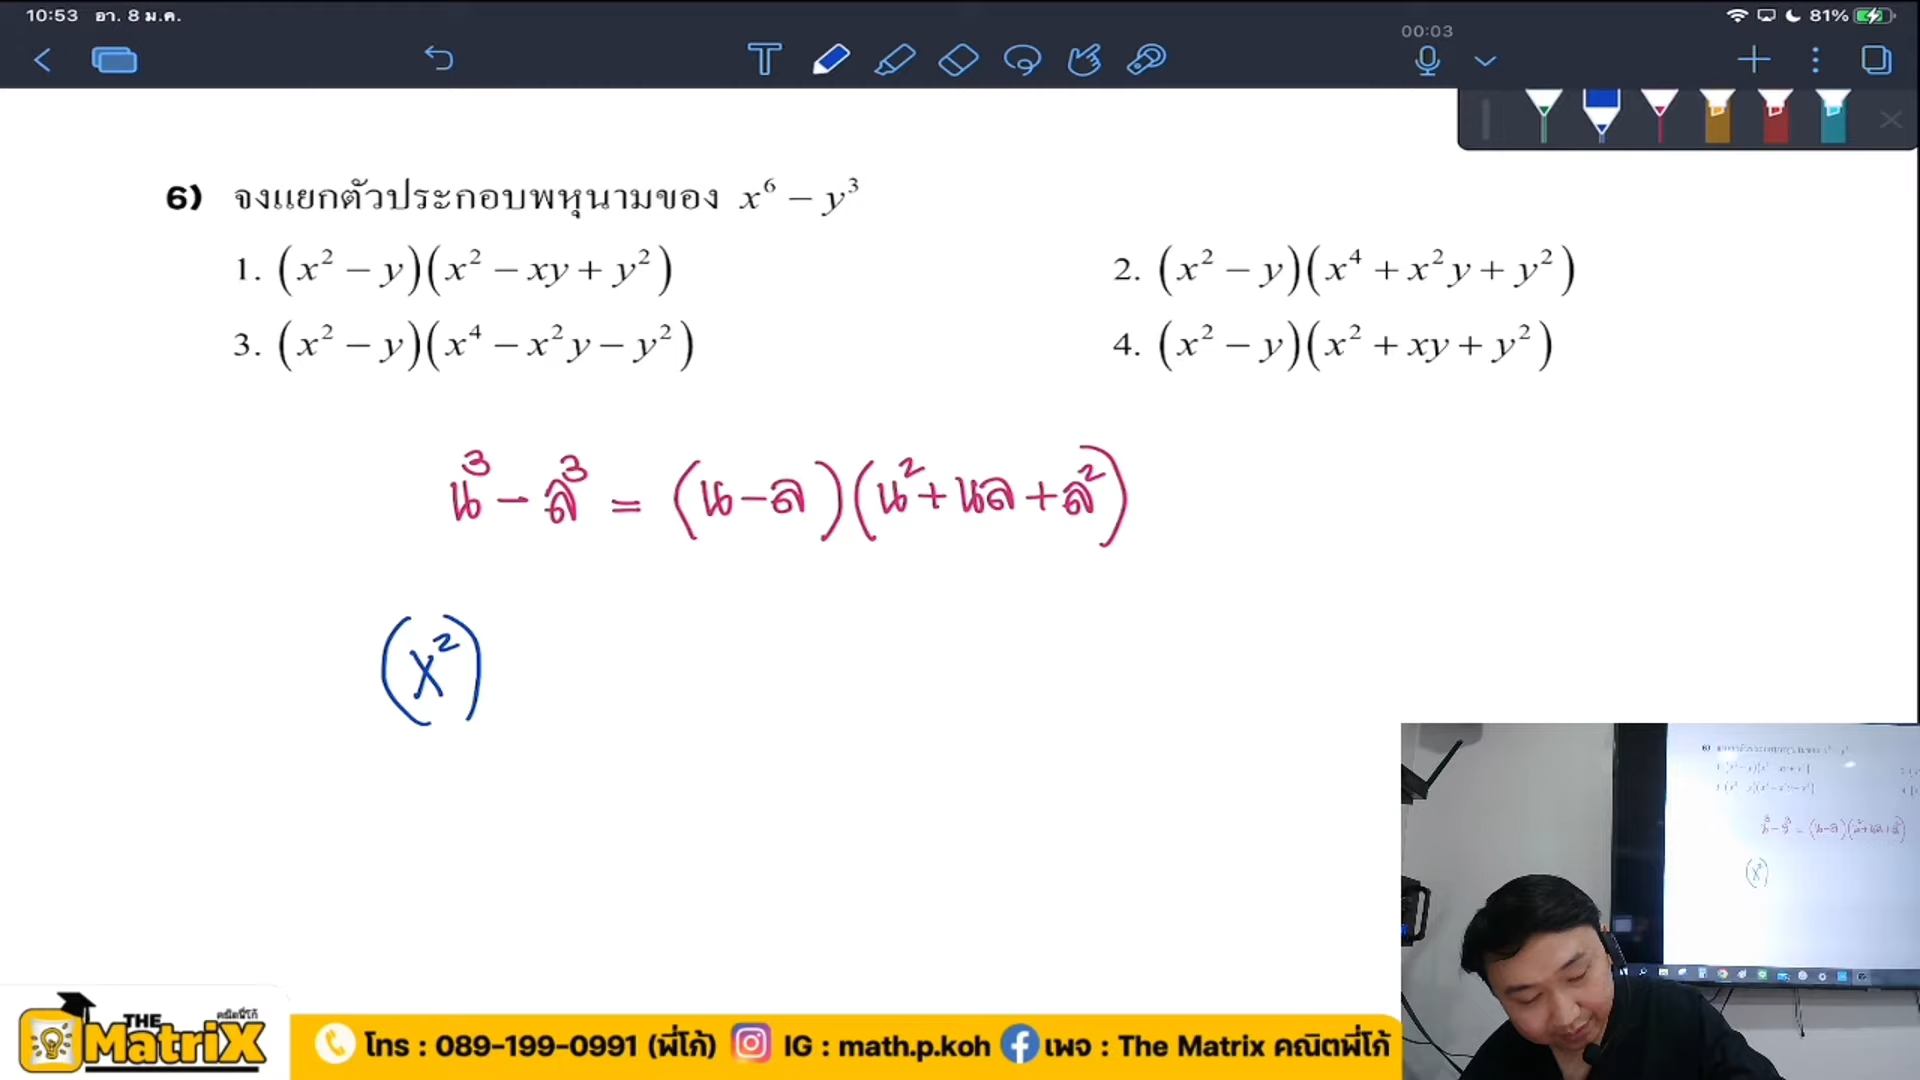 10:53 อา. 8 ม.ค.
81%
00:03
6) จงแยกตัวประกอบพหุนามของ x⁶ − y³
1. (x² − y)(x² − xy + y²)
2. (x² − y)(x⁴ + x²y + y²)
3. (x² − y)(x⁴ − x²y − y²)
4. (x² − y)(x² + xy + y²)
น³ − ล³ = (น − ล)(น² + นล + ล²)
(x²)
THE MatriX คณิตพี่โก้
โทร : 089-199-0991 (พี่โก้) IG : math.p.koh เพจ : The Matrix คณิตพี่โก้